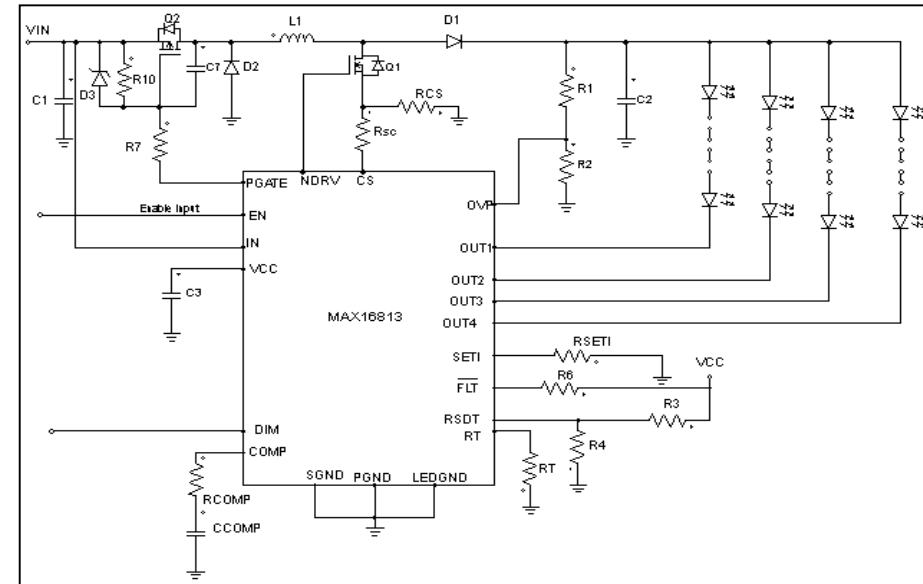 Q2
L1
D1
VIN
C1
D3
R10
C7
D2
Q1
RCS
Rsc
R1
C2
R7
R2
PGATE
NDRV
CS
Enable Input
EN
OVP
IN
OUT1
VCC
C3
OUT2
OUT3
MAX16813
OUT4
SETI
RSETI
VCC
FLT
R6
RSDT
R3
DIM
RT
COMP
R4
SGND
PGND
LEDGND
RT
RCOMP
CCOMP